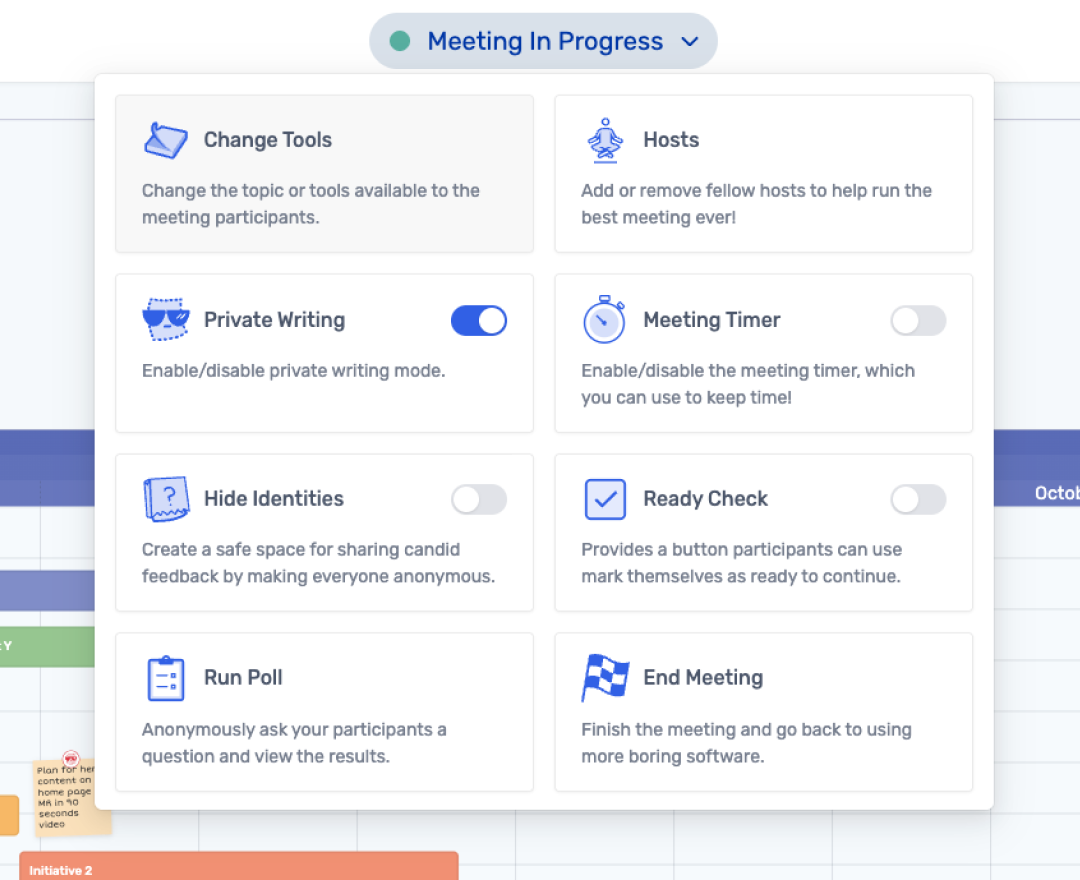 Meeting In Progress
Change Tools
Change the topic or tools available to the
meeting participants.
Hosts
Add or remove fellow hosts to help run the
best meeting ever!
Private Writing
Enable/disable private writing mode.
Meeting Timer
Enable/disable the meeting timer, which
you can use to keep time!
Hide Identities
Create a safe space for sharing candid
feedback by making everyone anonymous.
Ready Check
Provides a button participants can use
mark themselves as ready to continue.
Run Poll
Anonymously ask your participants a
question and view the results.
End Meeting
Finish the meeting and go back to using
more boring software.
Octob
Y
Plan for her
content on
home page
MA in 90
seconds
video
Initiative 2